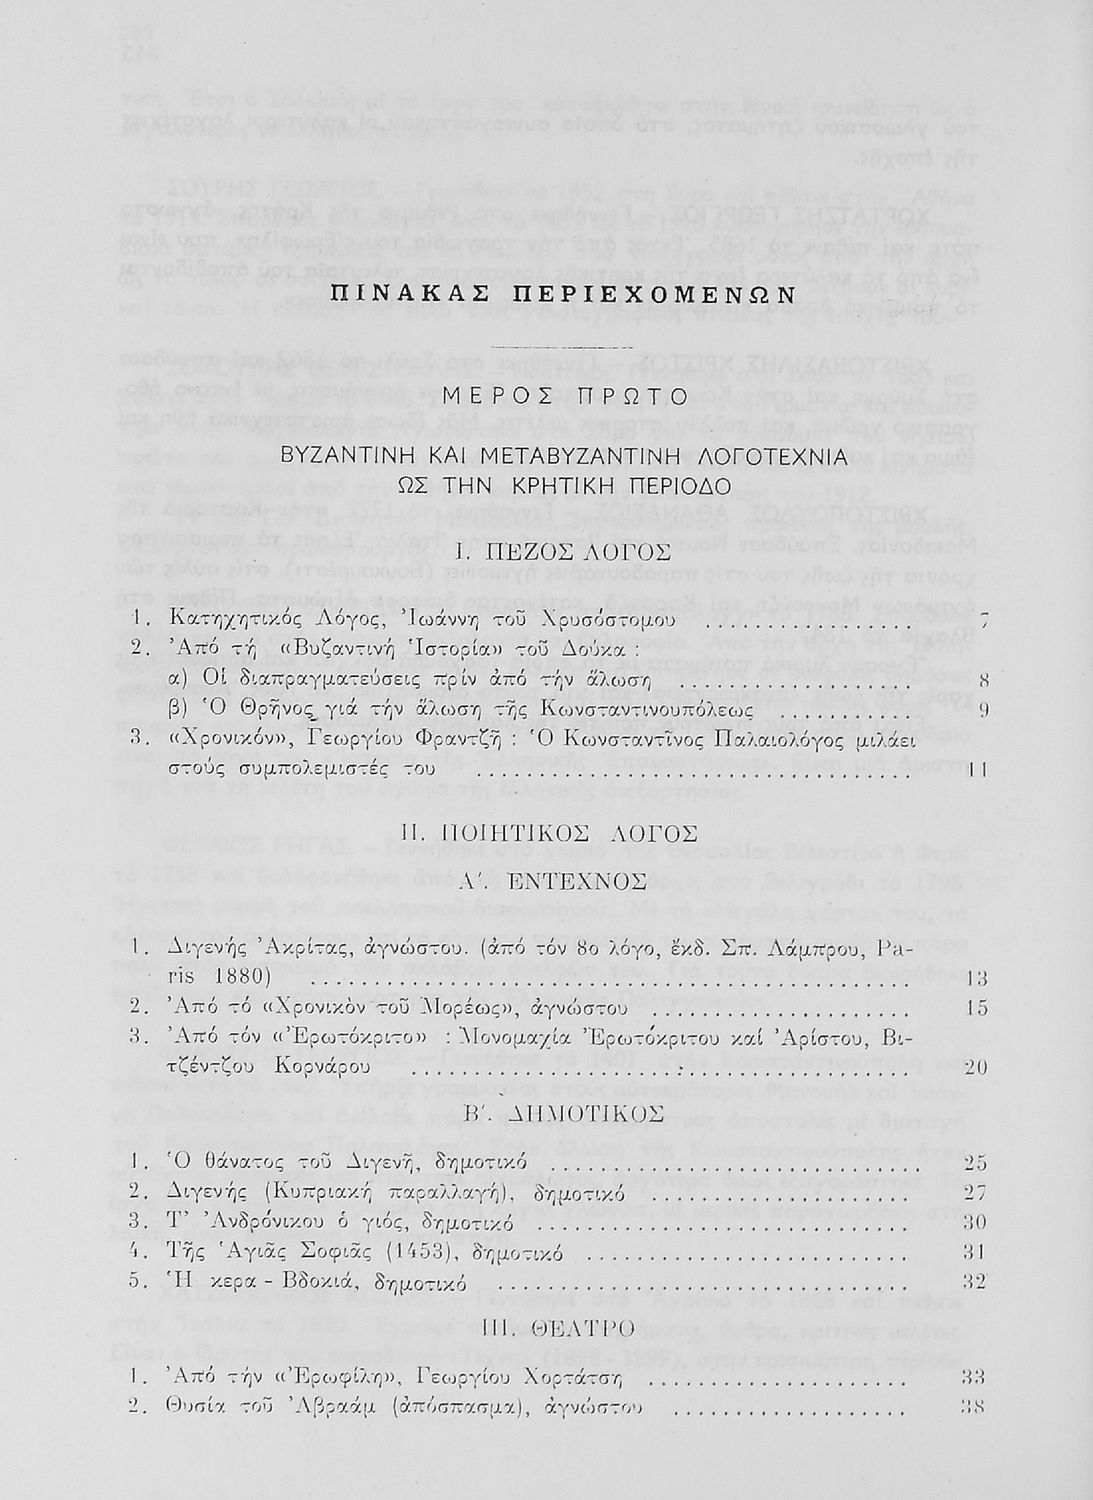 ΠΙΝΑΚΑΣ ΠΕΡΙΕΧΟΜΕΝΩΝ
ΜΕΡΟΣ ΠΡΩΤΟ
ΒΥΖΑΝΤΙΝΗ ΚΑΙ ΜΕΤΑΒΥΖΑΝΤΙΝΗ ΛΟΓΟΤΕΧΝΙΑ
ΩΣ ΤΗΝ ΚΡΗΤΙΚΗ ΠΕΡΙΟΔΟ
Ι. ΠΕΖΟΣ ΛΟΓΟΣ
1. Κατηχητικός Λόγος, Ἰωάννη τοῦ Χρυσόστομου ................ 7
2. Ἀπό τή «Βυζαντινή Ἱστορία» τοῦ Δούκα :
α) Οἱ διαπραγματεύσεις πρίν ἀπό τήν ἅλωση ................ 8
β) Ὁ Θρῆνος γιά τήν ἅλωση τῆς Κωνσταντινουπόλεως .......... 9
3. «Χρονικόν», Γεωργίου Φραντζῆ : Ὁ Κωνσταντῖνος Παλαιολόγος μιλάει
στούς συμπολεμιστές του ................................ 11
ΙΙ. ΠΟΙΗΤΙΚΟΣ ΛΟΓΟΣ
Α΄. ΈΝΤΕΧΝΟΣ
1. Διγενής Ἀκρίτας, ἀγνώστου. (ἀπό τόν 8ο λόγο, ἔκδ. Σπ. Λάμπρου, Pa-
ris 1880) ............................................ 13
2. Ἀπό τό «Χρονικὸν τοῦ Μορέως», ἀγνώστου .................. 15
3. Ἀπό τόν «Ἐρωτόκριτο» : Μονομαχία Ἐρωτόκριτου καί Ἀρίστου, Βι-
τζέντζου Κορνάρου .................................... 20
Β΄. ΔΗΜΟΤΙΚΟΣ
1. Ὁ θάνατος τοῦ Διγενῆ, δημοτικό ........................... 25
2. Διγενής (Κυπριακή παραλλαγή), δημοτικό ................... 27
3. Τ' Ἀνδρόνικου ὁ γιός, δημοτικό ........................... 30
4. Τῆς Ἁγιᾶς Σοφιᾶς (1453), δημοτικό ....................... 31
5. Ἡ κερα - Βδοκιά, δημοτικό .............................. 32
ΙΙΙ. ΘΕΑΤΡΟ
1. Ἀπό τήν «Ἐρωφίλη», Γεωργίου Χορτάτση ................... 33
2. Θυσία τοῦ Ἀβραάμ (ἀπόσπασμα), ἀγνώστου ................. 38